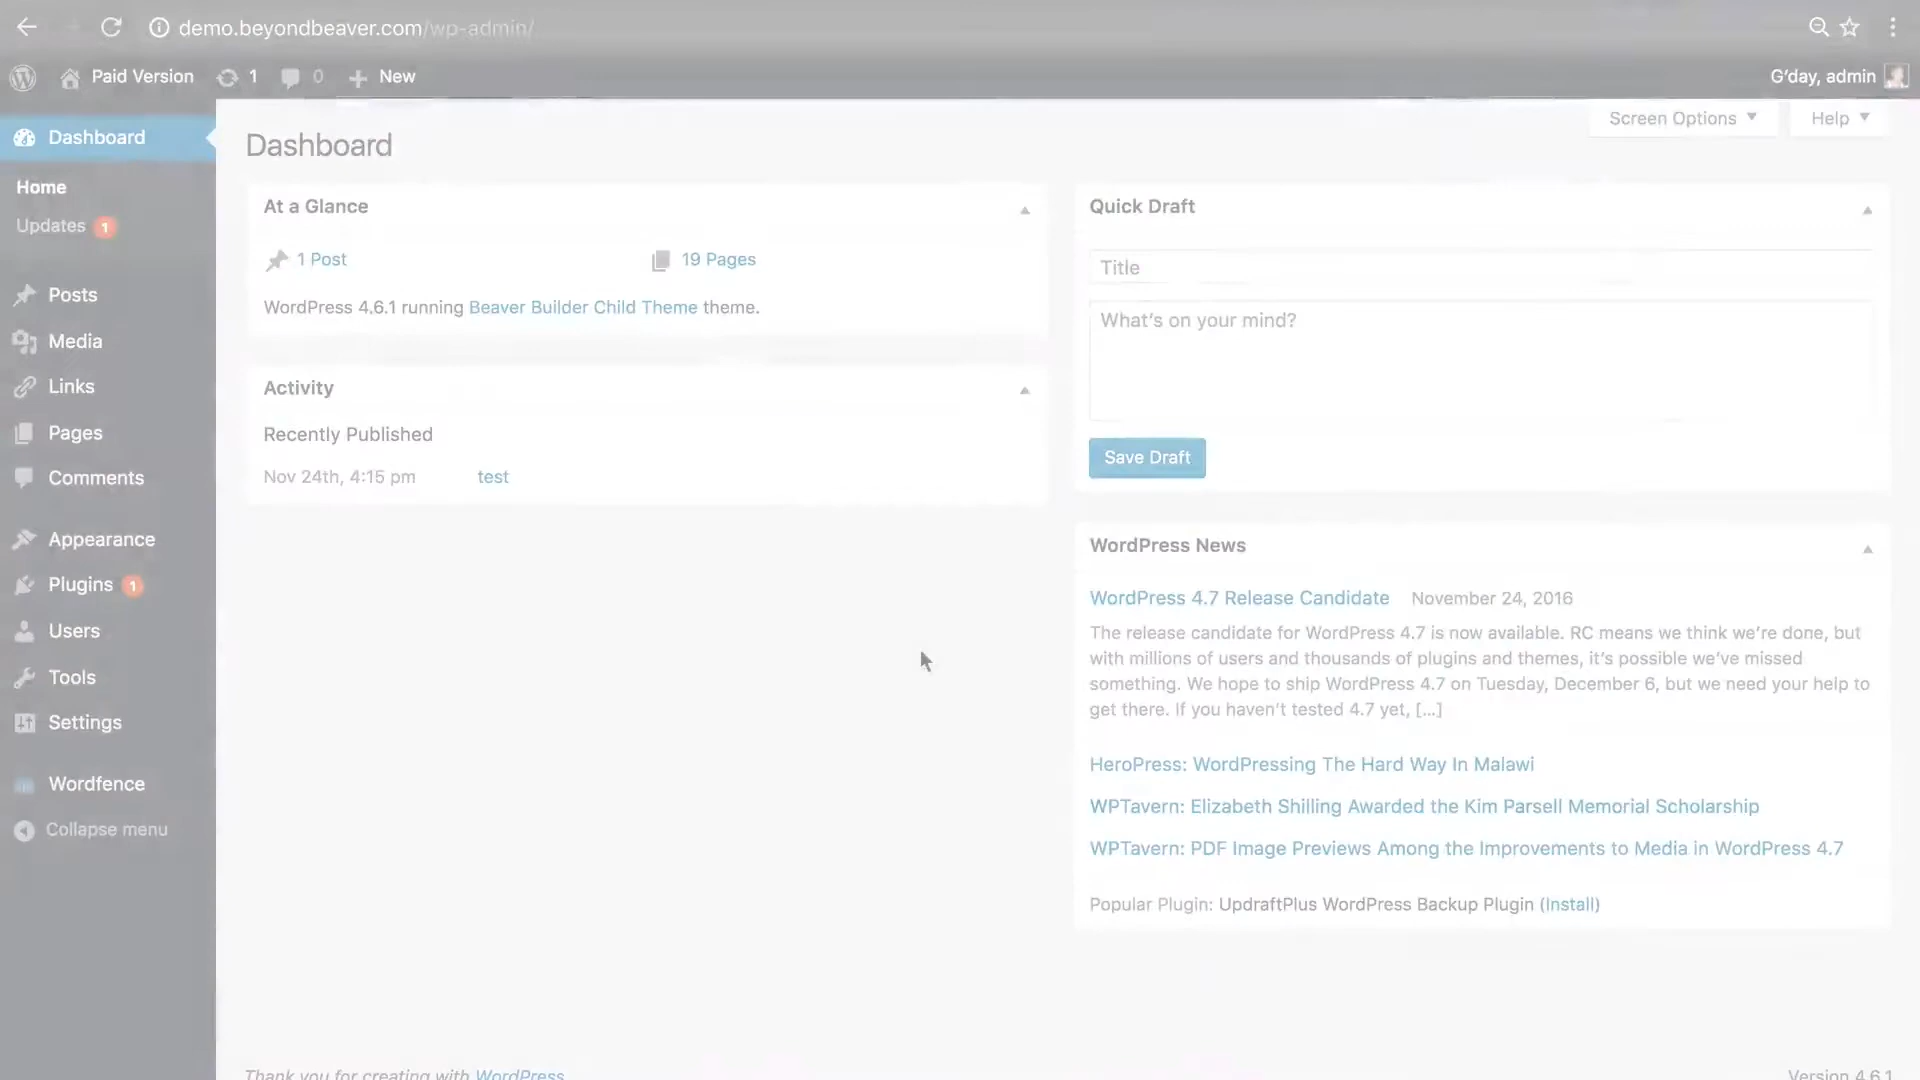 demo.beyondbeaver.com/wp-admin/
Paid Version 1 0 New G'day, admin
Dashboard
Home
Updates 1
Posts
Media
Links
Pages
Comments
Appearance
Plugins 1
Users
Tools
Settings
Wordfence
Collapse menu
Screen Options Help
Dashboard
At a Glance
1 Post 19 Pages
WordPress 4.6.1 running Beaver Builder Child Theme theme.
Activity
Recently Published
Nov 24th, 4:15 pm test
Quick Draft
Title
What's on your mind?
Save Draft
WordPress News
WordPress 4.7 Release Candidate November 24, 2016
The release candidate for WordPress 4.7 is now available. RC means we think we're done, but
with millions of users and thousands of plugins and themes, it's possible we've missed
something. We hope to ship WordPress 4.7 on Tuesday, December 6, but we need your help to
get there. If you haven't tested 4.7 yet, […]
HeroPress: WordPressing The Hard Way In Malawi
WPTavern: Elizabeth Shilling Awarded the Kim Parsell Memorial Scholarship
WPTavern: PDF Image Previews Among the Improvements to Media in WordPress 4.7
Popular Plugin: UpdraftPlus WordPress Backup Plugin (Install)
Thank you for creating with WordPress
Version 4.6.1